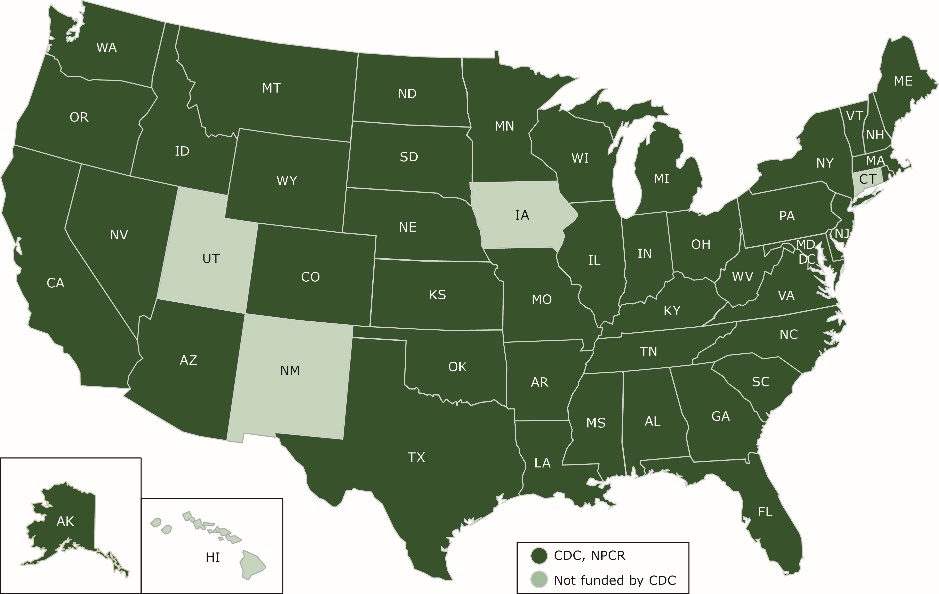 WA
OR
CA
NV
ID
MT
WY
UT
AZ
CO
NM
ND
SD
NE
KS
OK
TX
MN
IA
MO
AR
LA
WI
IL
MI
IN
OH
KY
TN
MS
AL
GA
FL
SC
NC
VA
WV
PA
NY
VT
NH
ME
MA
CT
NJ
MD
DC
AK
HI
CDC, NPCR
Not funded by CDC